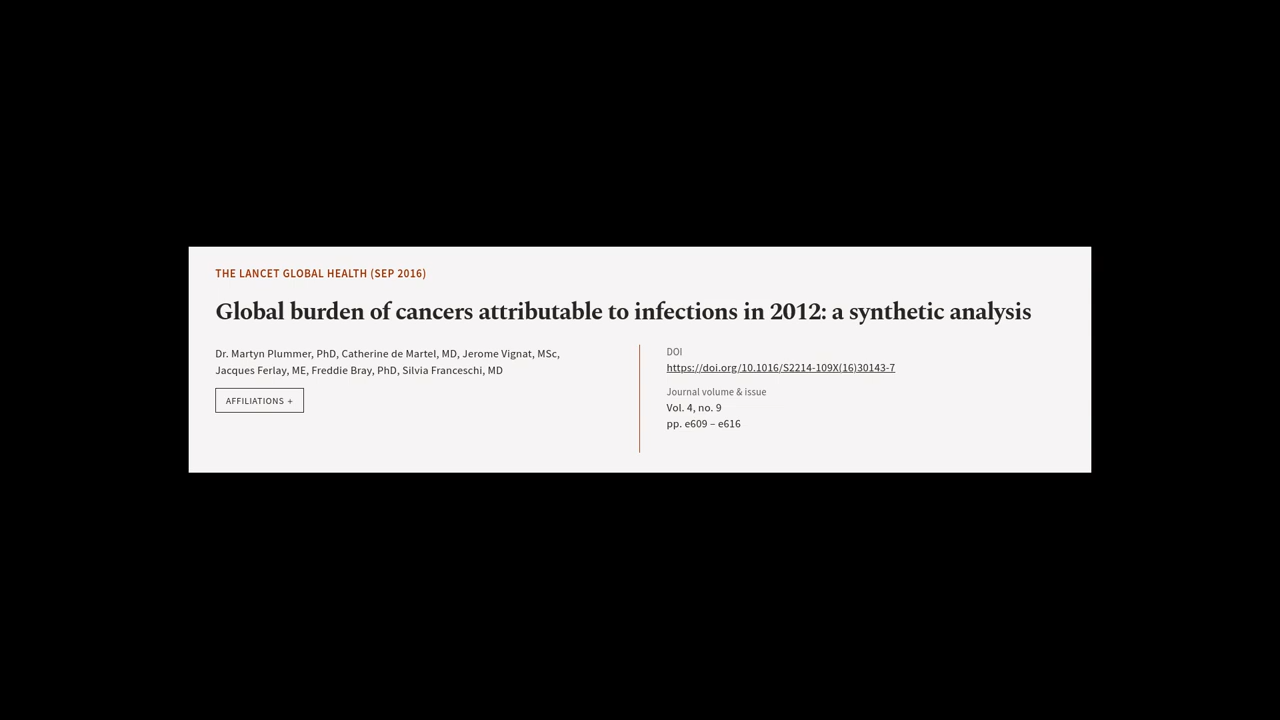 THE LANCET GLOBAL HEALTH (SEP 2016)
Global burden of cancers attributable to infections in 2012: a synthetic analysis
Dr. Martyn Plummer, PhD, Catherine de Martel, MD, Jerome Vignat, MSc,
Jacques Ferlay, ME, Freddie Bray, PhD, Silvia Franceschi, MD
AFFILIATIONS +
DOI
https://doi.org/10.1016/S2214-109X(16)30143-7
Journal volume & issue
Vol. 4, no. 9
pp. e609 – e616